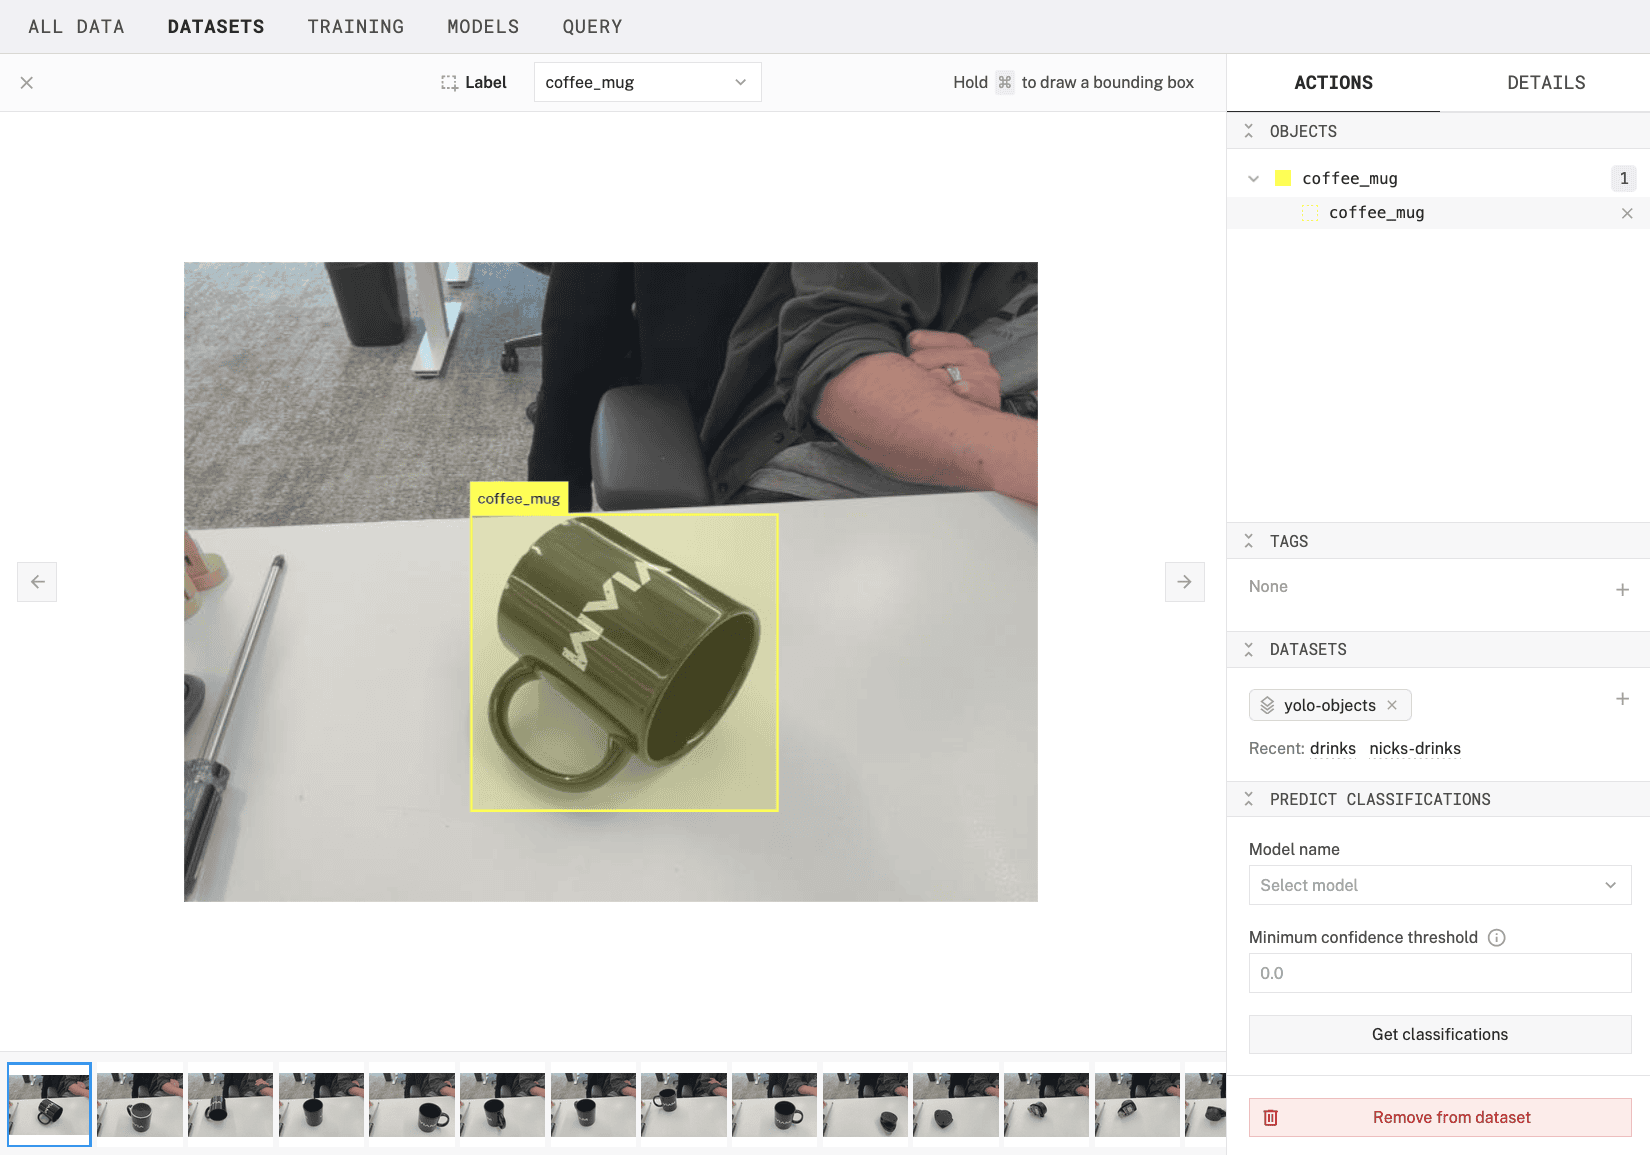 ALL DATA DATASETS TRAINING MODELS QUERY
Label coffee_mug Hold ⌘ to draw a bounding box
ACTIONS DETAILS
OBJECTS
coffee_mug 1
coffee_mug
coffee_mug
TAGS
None
DATASETS
yolo-objects
Recent: drinks nicks-drinks
PREDICT CLASSIFICATIONS
Model name
Select model
Minimum confidence threshold
0.0
Get classifications
Remove from dataset